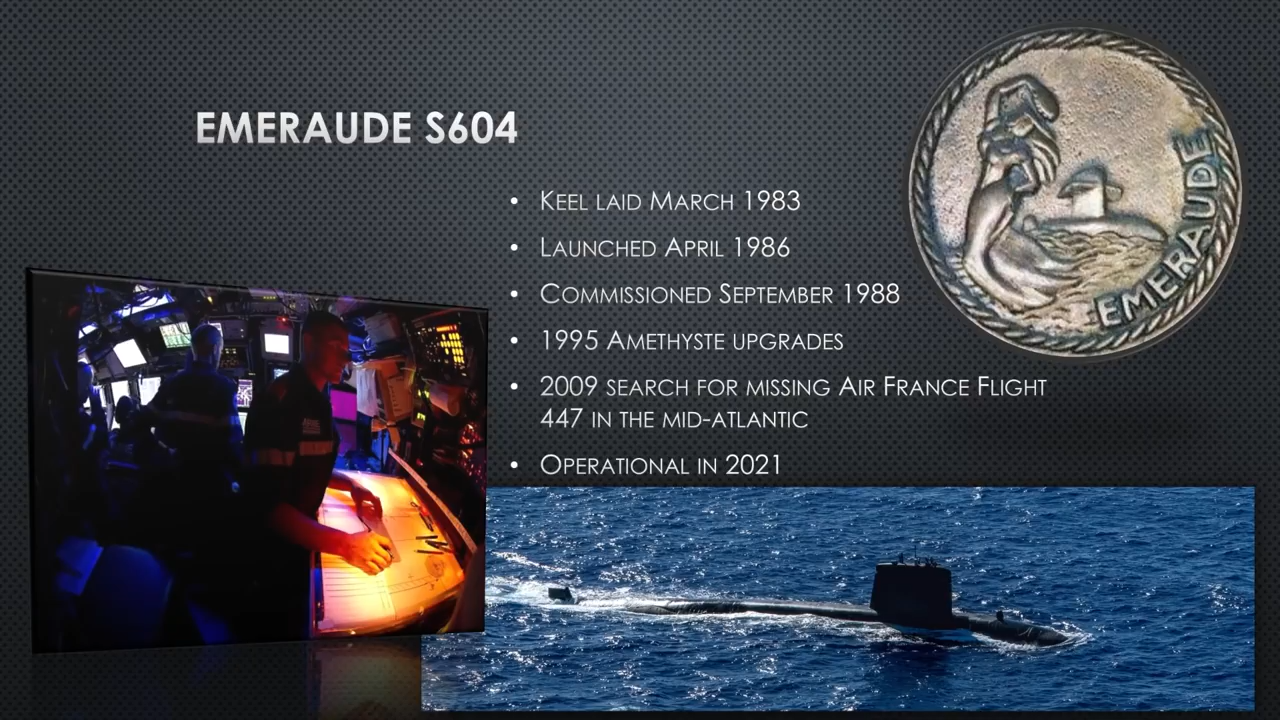 EMERAUDE S604
• Keel laid March 1983
• Launched April 1986
• Commissioned September 1988
• 1995 Amethyste upgrades
• 2009 search for missing Air France Flight
447 in the mid-atlantic
• Operational in 2021
EMERAUDE